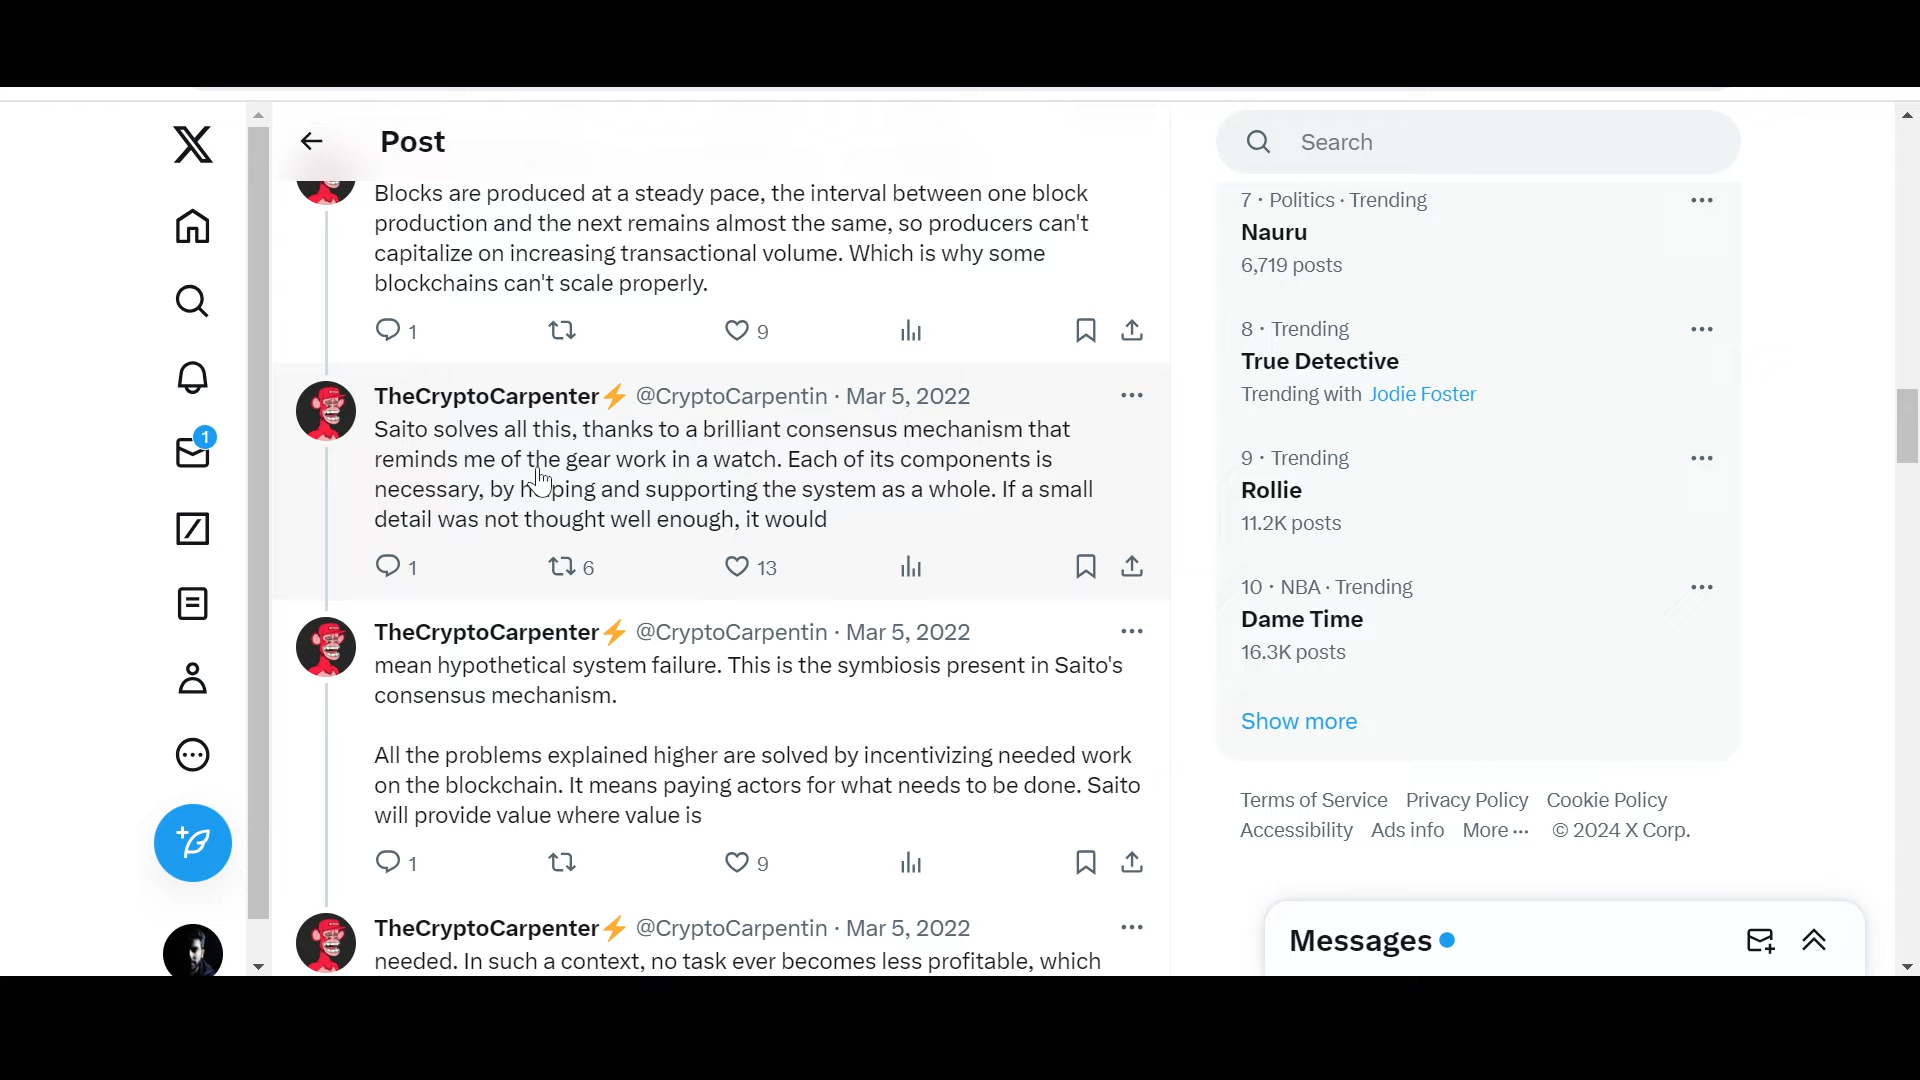 Post
Search
Blocks are produced at a steady pace, the interval between one block
production and the next remains almost the same, so producers can't
capitalize on increasing transactional volume. Which is why some
blockchains can't scale properly.
1
9
TheCryptoCarpenter⚡ @CryptoCarpentin · Mar 5, 2022
Saito solves all this, thanks to a brilliant consensus mechanism that
reminds me of the gear work in a watch. Each of its components is
necessary, by helping and supporting the system as a whole. If a small
detail was not thought well enough, it would
1
6
13
TheCryptoCarpenter⚡ @CryptoCarpentin · Mar 5, 2022
mean hypothetical system failure. This is the symbiosis present in Saito's
consensus mechanism.
All the problems explained higher are solved by incentivizing needed work
on the blockchain. It means paying actors for what needs to be done. Saito
will provide value where value is
1
9
TheCryptoCarpenter⚡ @CryptoCarpentin · Mar 5, 2022
needed. In such a context, no task ever becomes less profitable, which
1
7 · Politics · Trending
Nauru
6,719 posts
8 · Trending
True Detective
Trending with Jodie Foster
9 · Trending
Rollie
11.2K posts
10 · NBA · Trending
Dame Time
16.3K posts
Show more
Terms of Service Privacy Policy Cookie Policy
Accessibility Ads info More ··· © 2024 X Corp.
Messages